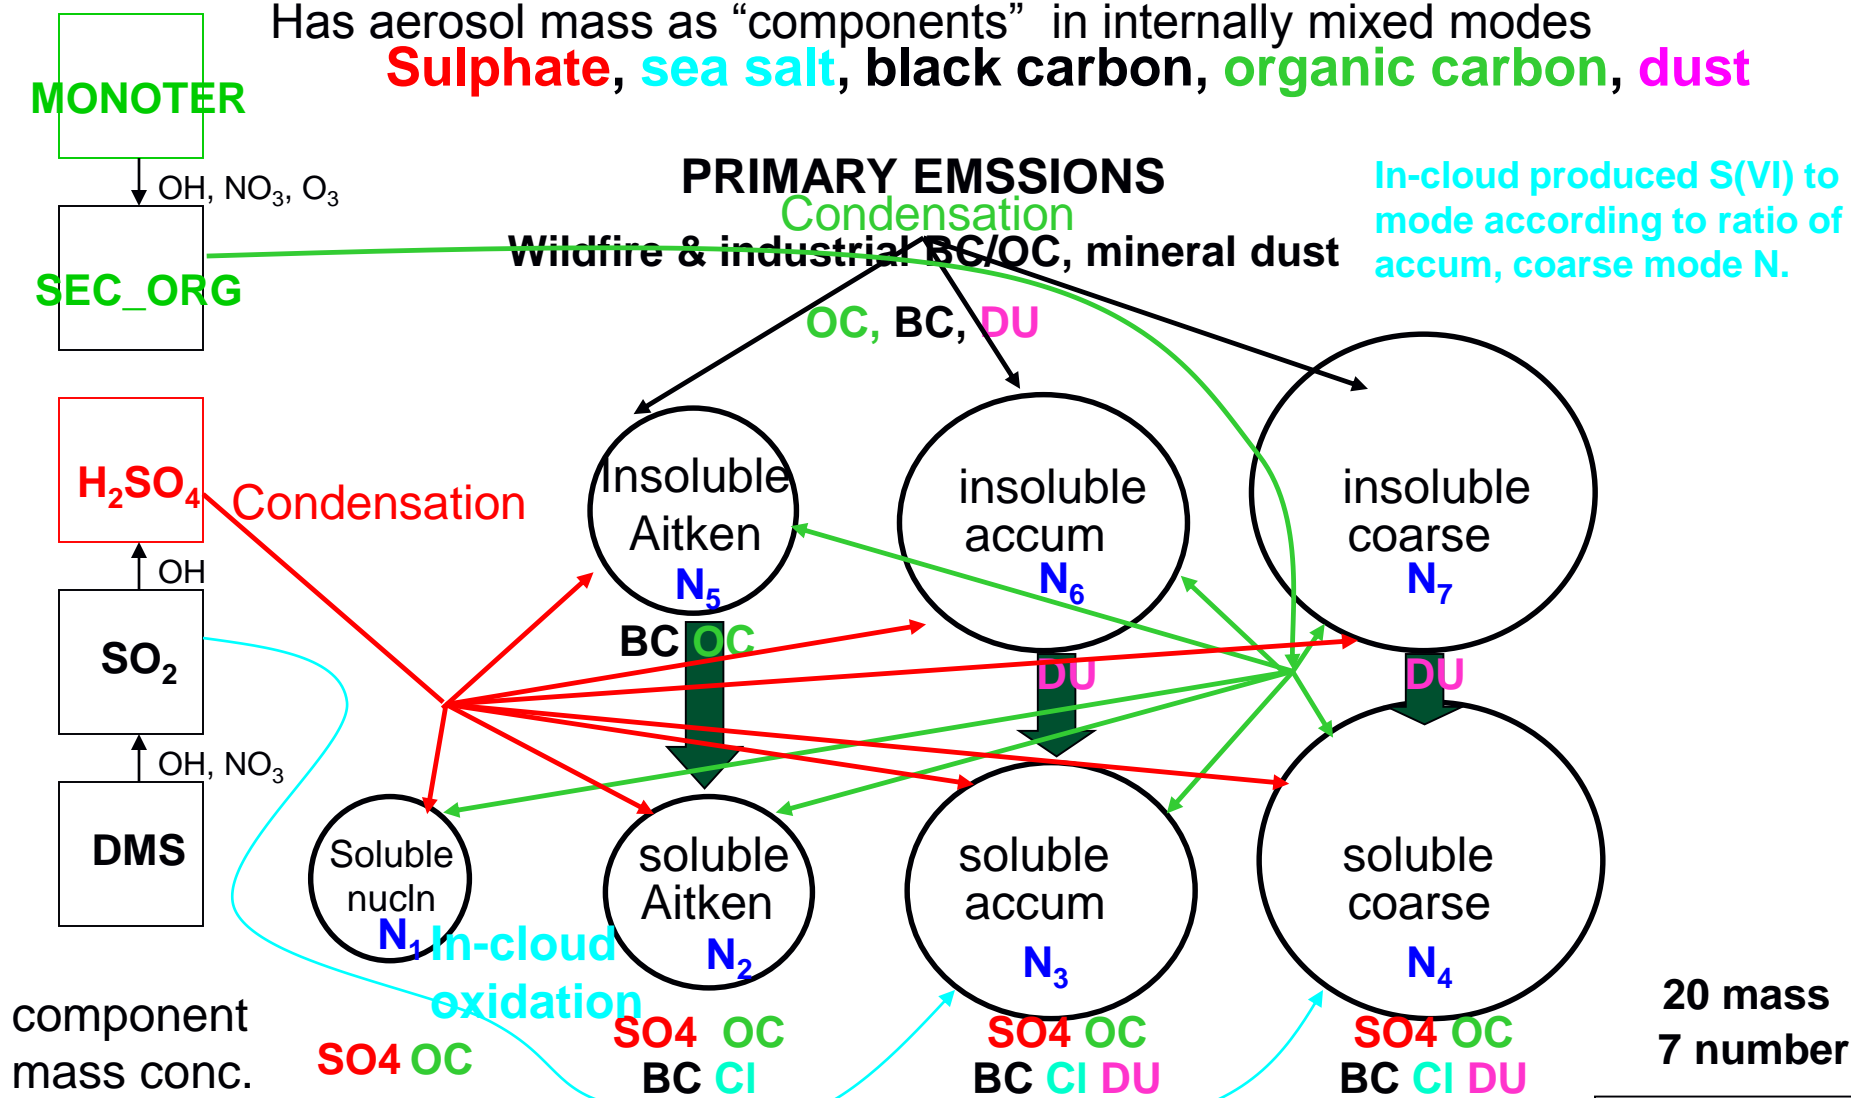 Has aerosol mass as “components” in internally mixed modes
Sulphate, sea salt, black carbon, organic carbon, dust
MONOTER
OH, NO₃, O₃
SEC_ORG
PRIMARY EMSSIONS
Condensation
Wildfire & industrial BC/OC, mineral dust
In-cloud produced S(VI) to
mode according to ratio of
accum, coarse mode N.
OC, BC, DU
H₂SO₄
Condensation
OH
SO₂
OH, NO₃
DMS
Insoluble
Aitken
N₅
insoluble
accum
N₆
insoluble
coarse
N₇
BC OC
DU
DU
Soluble
nucln
N₁
soluble
Aitken
N₂
soluble
accum
N₃
soluble
coarse
N₄
In-cloud
oxidation
component
mass conc.
SO4 OC
SO4 OC
BC Cl
SO4 OC
BC Cl DU
SO4 OC
BC Cl DU
20 mass
7 number